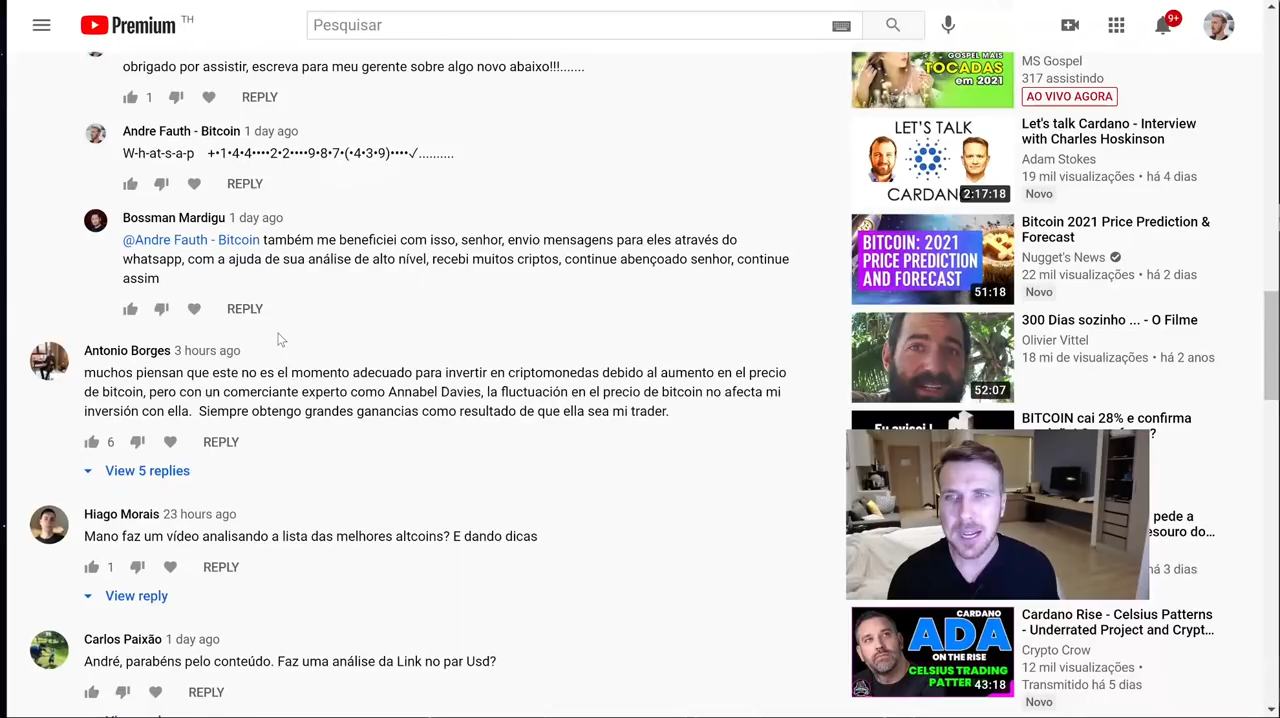 Premium TH
Pesquisar
9+
obrigado por assistir, diga para meu gerente sobre algo novo abaixo!!!.......
1 REPLY
Andre Fauth - Bitcoin 1 day ago
W-h-at-s-a-p +•1•4•4••••2•2••••9•8•7•(•4•3•9)••••✓..........
REPLY
Bossman Mardigu 1 day ago
@Andre Fauth - Bitcoin também me beneficiei com isso, senhor, envio mensagens para eles através do
whatsapp, com a ajuda de sua análise de alto nível, recebi muitos criptos, continue abençoado senhor, continue
assim
REPLY
Antonio Borges 3 hours ago
muchos piensan que este no es el momento adecuado para invertir en criptomonedas debido al aumento en el precio
de bitcoin, pero con un comerciante experto como Annabel Davies, la fluctuación en el precio de bitcoin no afecta mi
inversión con ella. Siempre obtengo grandes ganancias como resultado de que ella sea mi trader.
6 REPLY
View 5 replies
Hiago Morais 23 hours ago
Mano faz um vídeo analisando a lista das melhores altcoins? E dando dicas
1 REPLY
View reply
Carlos Paixão 1 day ago
André, parabéns pelo conteúdo. Faz uma análise da Link no par Usd?
REPLY
GOSPEL MAIS
TOCADAS
em 2021
MS Gospel
317 assistindo
AO VIVO AGORA
LET'S TALK
CARDAN
2:17:18
Let's talk Cardano - Interview
with Charles Hoskinson
Adam Stokes
19 mil visualizações • há 4 dias
Novo
BITCOIN: 2021
PRICE PREDICTION
AND FORECAST
51:18
Bitcoin 2021 Price Prediction &
Forecast
Nugget's News
22 mil visualizações • há 2 dias
Novo
52:07
300 Dias sozinho ... - O Filme
Olivier Vittel
18 mi de visualizações • há 2 anos
Eu avisei !
BITCOIN cai 28% e confirma
?
pede a
esouro do...
há 3 dias
CARDANO
ADA
ON THE RISE
CELSIUS TRADING
PATTER
43:18
Cardano Rise - Celsius Patterns
- Underrated Project and Crypt...
Crypto Crow
12 mil visualizações •
Transmitido há 5 dias
Novo